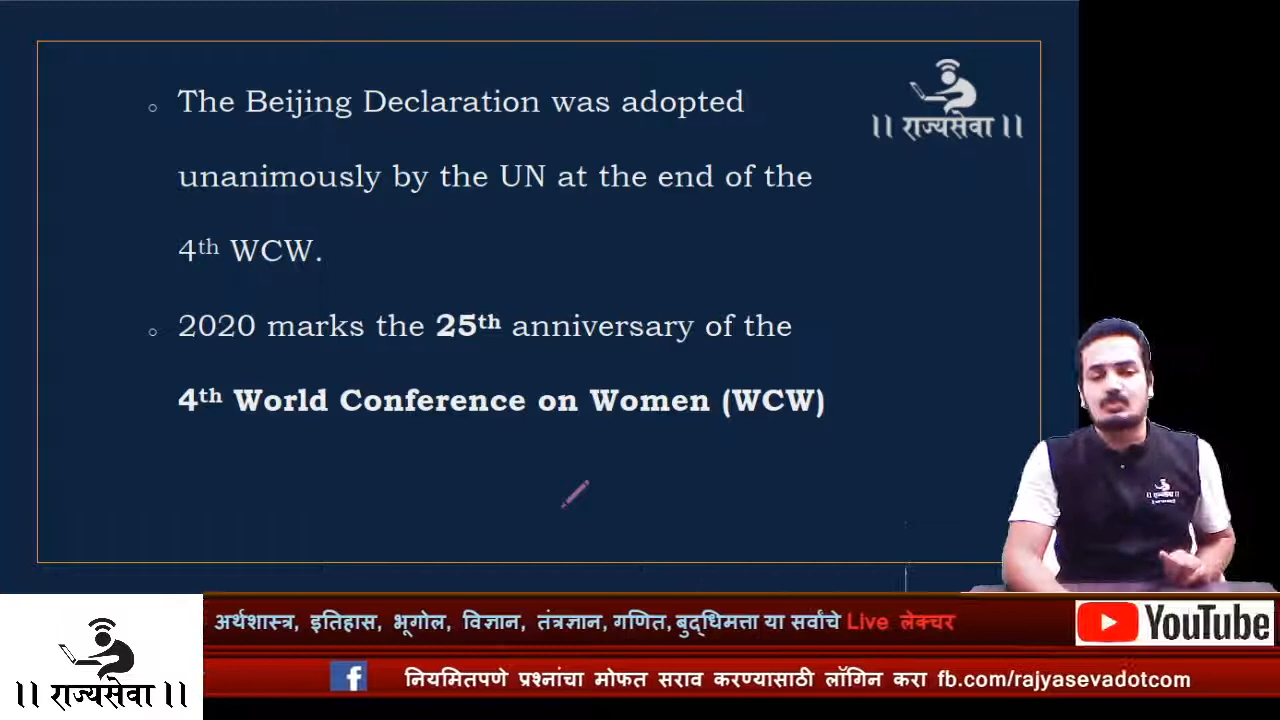 The Beijing Declaration was adopted
unanimously by the UN at the end of the
4th WCW.
2020 marks the 25th anniversary of the
4th World Conference on Women (WCW)
।। राज्यसेवा ।।
अर्थशास्त्र, इतिहास, भूगोल, विज्ञान, तंत्रज्ञान, गणित, बुद्धिमत्ता या सर्वांचे Live लेक्चर
YouTube
।। राज्यसेवा ।।
f नियमितपणे प्रश्नांचा मोफत सराव करण्यासाठी लॉगिन करा fb.com/rajyasevadotcom